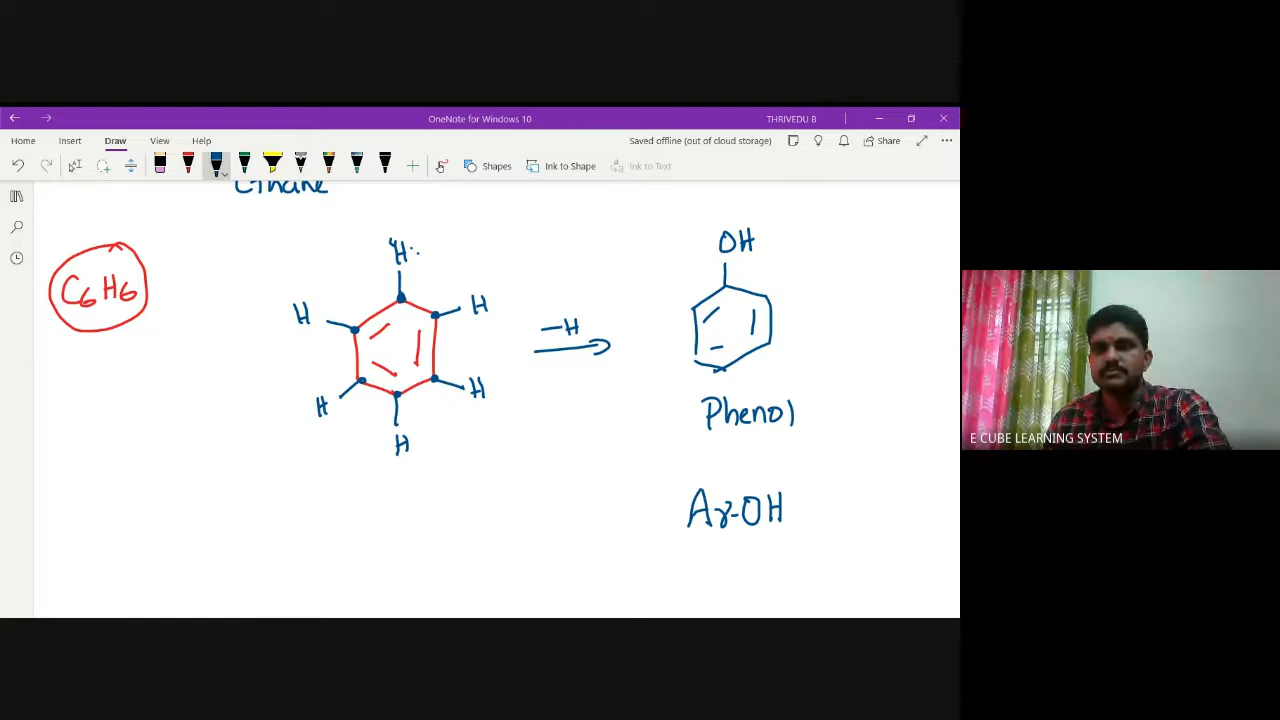 OneNote for Windows 10
THRIVEDU B
Home Insert Draw View Help
Saved offline (out of cloud storage)
Share
Shapes
Ink to Shape
Ink to Text
C6H6
H
H
H
H
H
H
–H
OH
Phenol
Ar-OH
E CUBE LEARNING SYSTEM